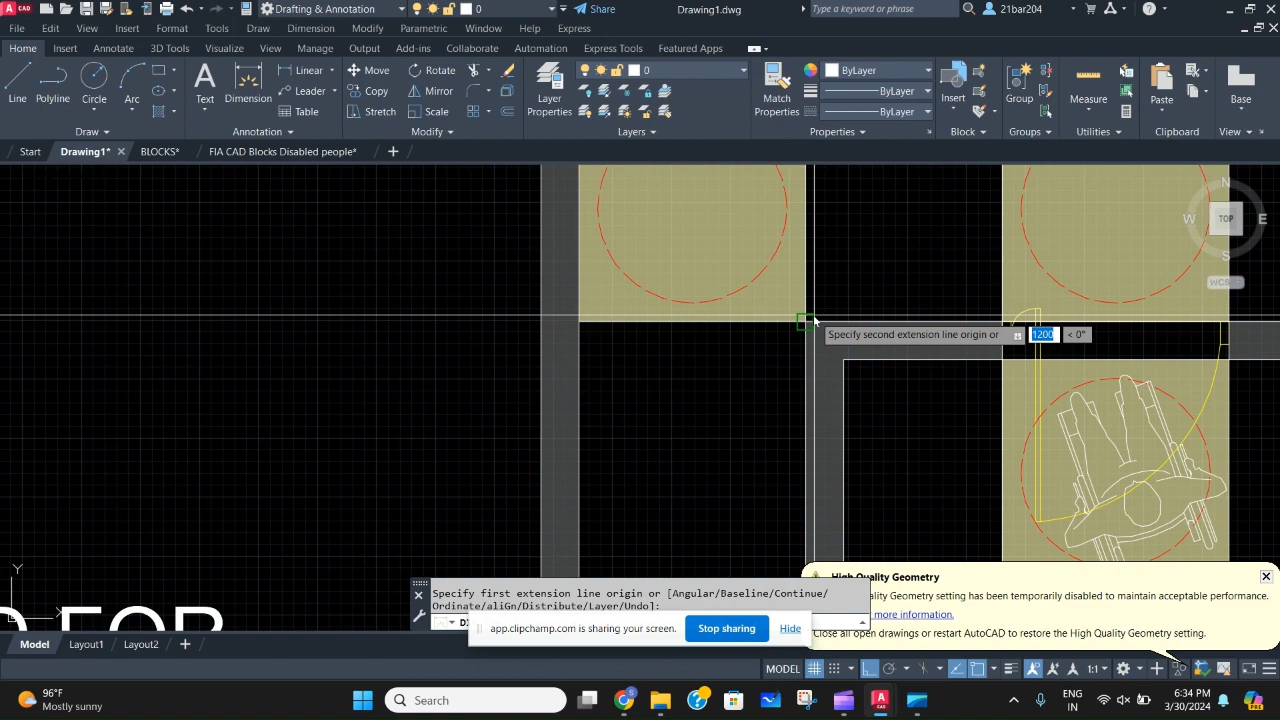 Drafting & Annotation
0
Share
Drawing1.dwg
Type a keyword or phrase
21bar204
File Edit View Insert Format Tools Draw Dimension Modify Parametric Window Help Express
Home Insert Annotate 3D Tools Visualize View Manage Output Add-ins Collaborate Automation Express Tools Featured Apps
Line Polyline Circle Arc Text Dimension
Linear
Leader
Table
Move Rotate
Copy Mirror
Stretch Scale
Layer Properties
0
Match Properties
ByLayer
ByLayer
ByLayer
Insert Group Measure Paste Base
Draw Annotation Modify Layers Properties Block Groups Utilities Clipboard View
Start Drawing1* BLOCKS* FIA CAD Blocks Disabled people*
N
W TOP E
S
WCS
Specify second extension line origin or 1200 < 0°
High Quality Geometry
Geometry setting has been temporarily disabled to maintain acceptable performance.
more information.
Close all open drawings or restart AutoCAD to restore the High Quality Geometry setting.
Specify first extension line origin or [Angular/Baseline/Continue/
Ordinate/aliGn/Distribute/Layer/Undo]:
app.clipchamp.com is sharing your screen. Stop sharing Hide
Y
D FOR
Model Layout1 Layout2
MODEL 1:1
96°F
Mostly sunny
Search
ENG
IN
6:34 PM
3/30/2024